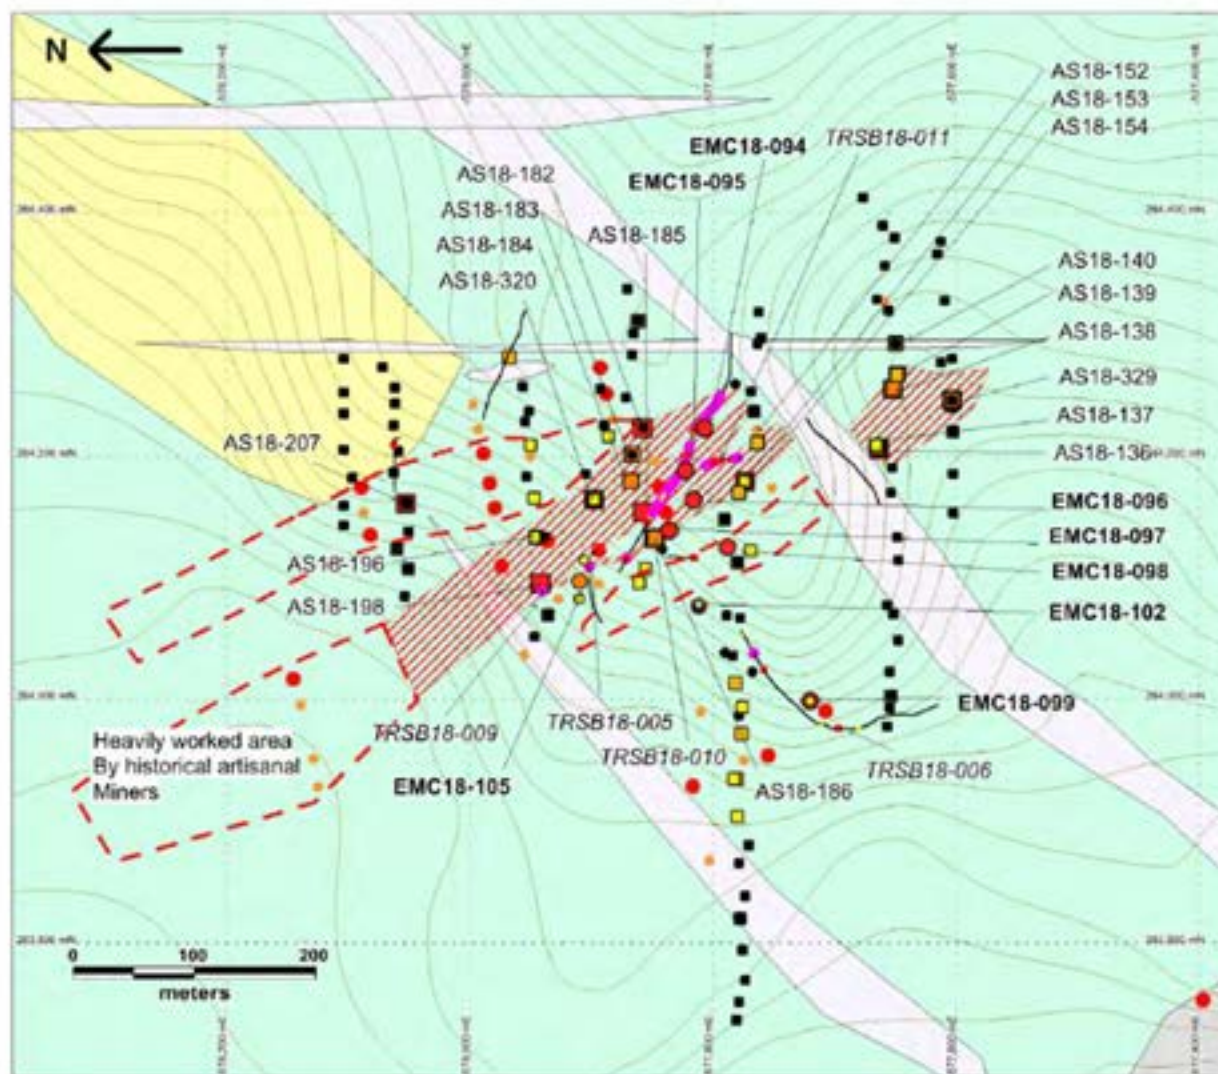 N
AS18-152
AS18-153
AS18-154
EMC18-094
TRSB18-011
AS18-182
EMC18-095
AS18-183
AS18-185
AS18-184
AS18-320
AS18-140
AS18-139
AS18-138
AS18-329
AS18-137
AS18-207
AS18-136
EMC18-096
EMC18-097
EMC18-098
AS18-196
AS18-198
EMC18-102
EMC18-099
TRSB18-009
TRSB18-005
TRSB18-010
TRSB18-006
EMC18-105
AS18-186
Heavily worked area
By historical artisanal
Miners
0 100 200
meters